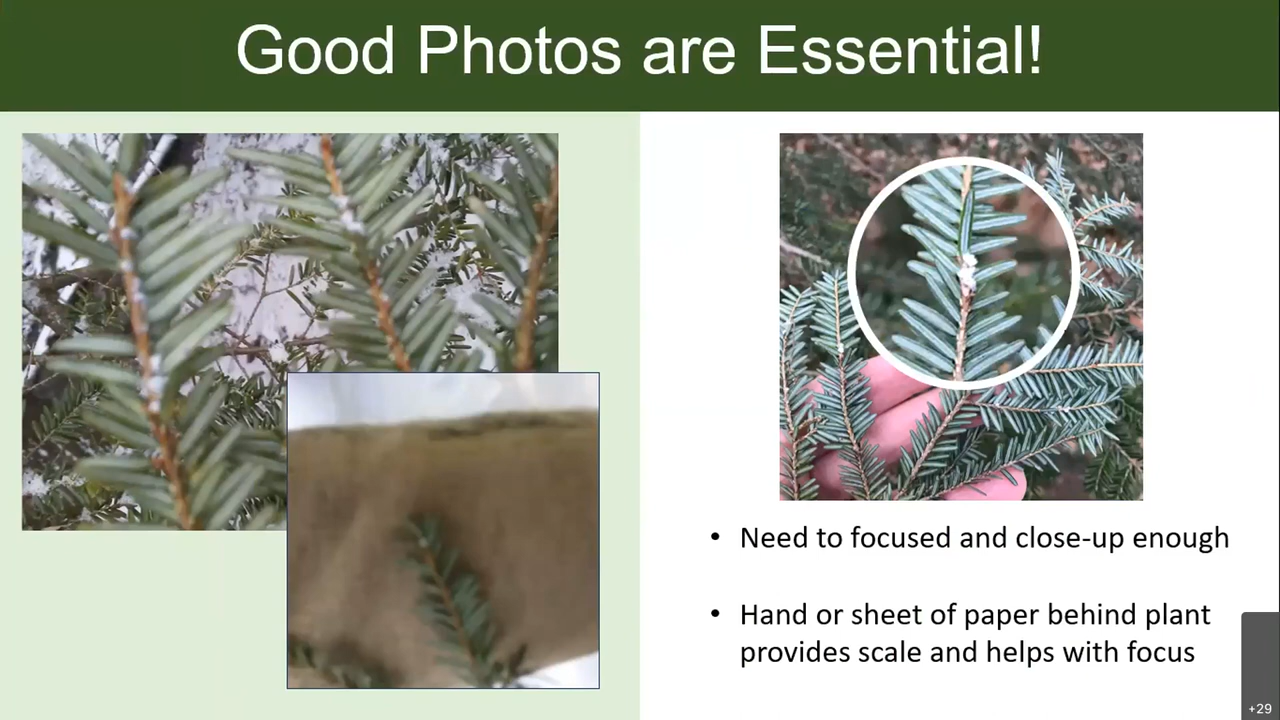 Good Photos are Essential!
• Need to focused and close-up enough
• Hand or sheet of paper behind plant
provides scale and helps with focus
+29